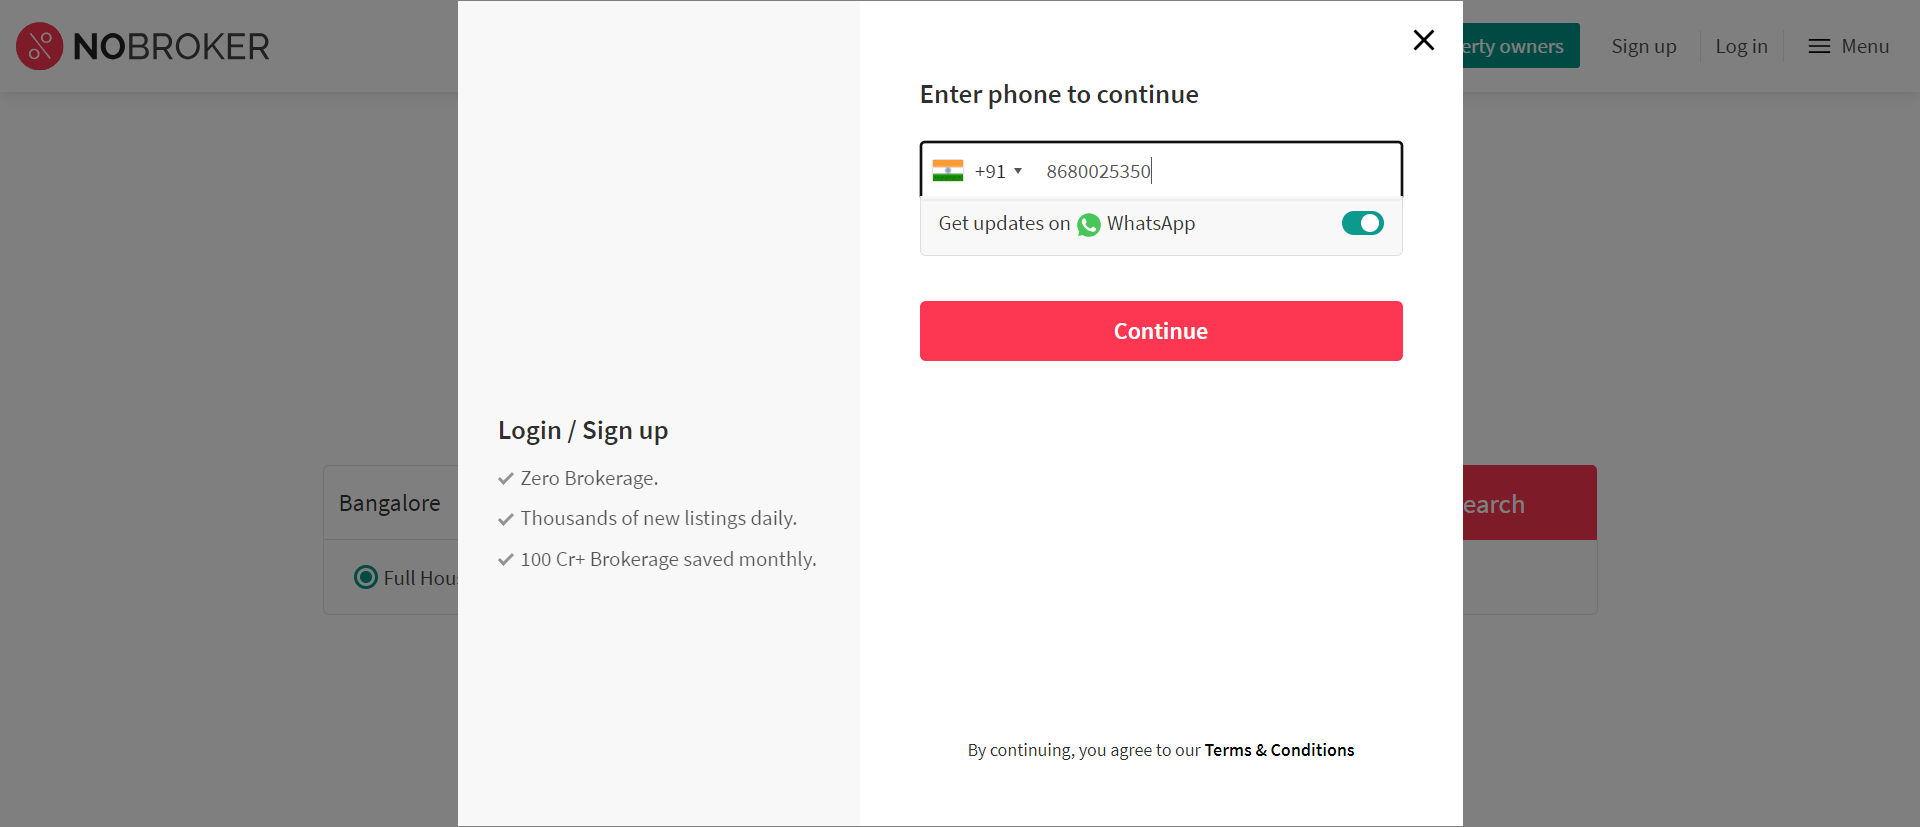 NOBROKER
erty owners
Sign up
Log in
Menu
Enter phone to continue
+91 8680025350
Get updates on WhatsApp
Continue
Login / Sign up
Zero Brokerage.
Thousands of new listings daily.
100 Cr+ Brokerage saved monthly.
Bangalore
earch
Full Hou
By continuing, you agree to our Terms & Conditions